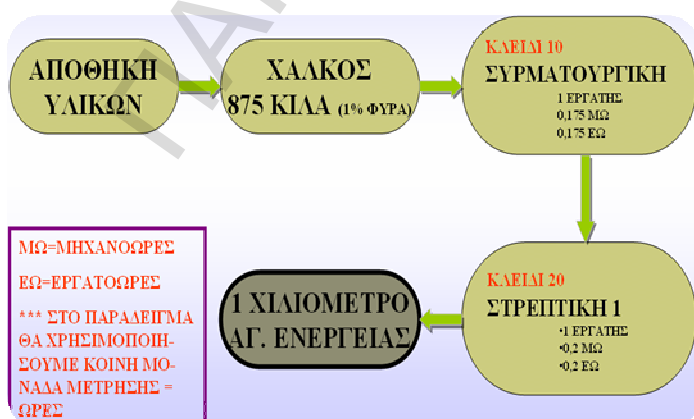 ΑΠΟΘΗΚΗ
ΥΛΙΚΩΝ
ΧΑΛΚΟΣ
875 ΚΙΛΑ (1% ΦΥΡΑ)
ΚΛΕΙΔΙ 10
ΣΥΡΜΑΤΟΥΡΓΙΚΗ
1 ΕΡΓΑΤΗΣ
0,175 ΜΩ
0,175 ΕΩ
ΚΛΕΙΔΙ 20
ΣΤΡΕΠΤΙΚΗ 1
•1 ΕΡΓΑΤΗΣ
•0,2 ΜΩ
•0,2 ΕΩ
1 ΧΙΛΙΟΜΕΤΡΟ
ΑΓ. ΕΝΕΡΓΕΙΑΣ
ΜΩ=ΜΗΧΑΝΟΩΡΕΣ
ΕΩ=ΕΡΓΑΤΟΩΡΕΣ
*** ΣΤΟ ΠΑΡΑΔΕΙΓΜΑ
ΘΑ ΧΡΗΣΙΜΟΠΟΙΗ-
ΣΟΥΜΕ ΚΟΙΝΗ ΜΟ-
ΝΑΔΑ ΜΕΤΡΗΣΗΣ =
ΩΡΕΣ